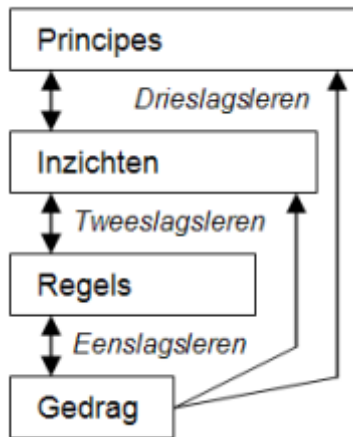 Principes
Drieslagsleren
Inzichten
Tweeslagsleren
Regels
Eenslagsleren
Gedrag